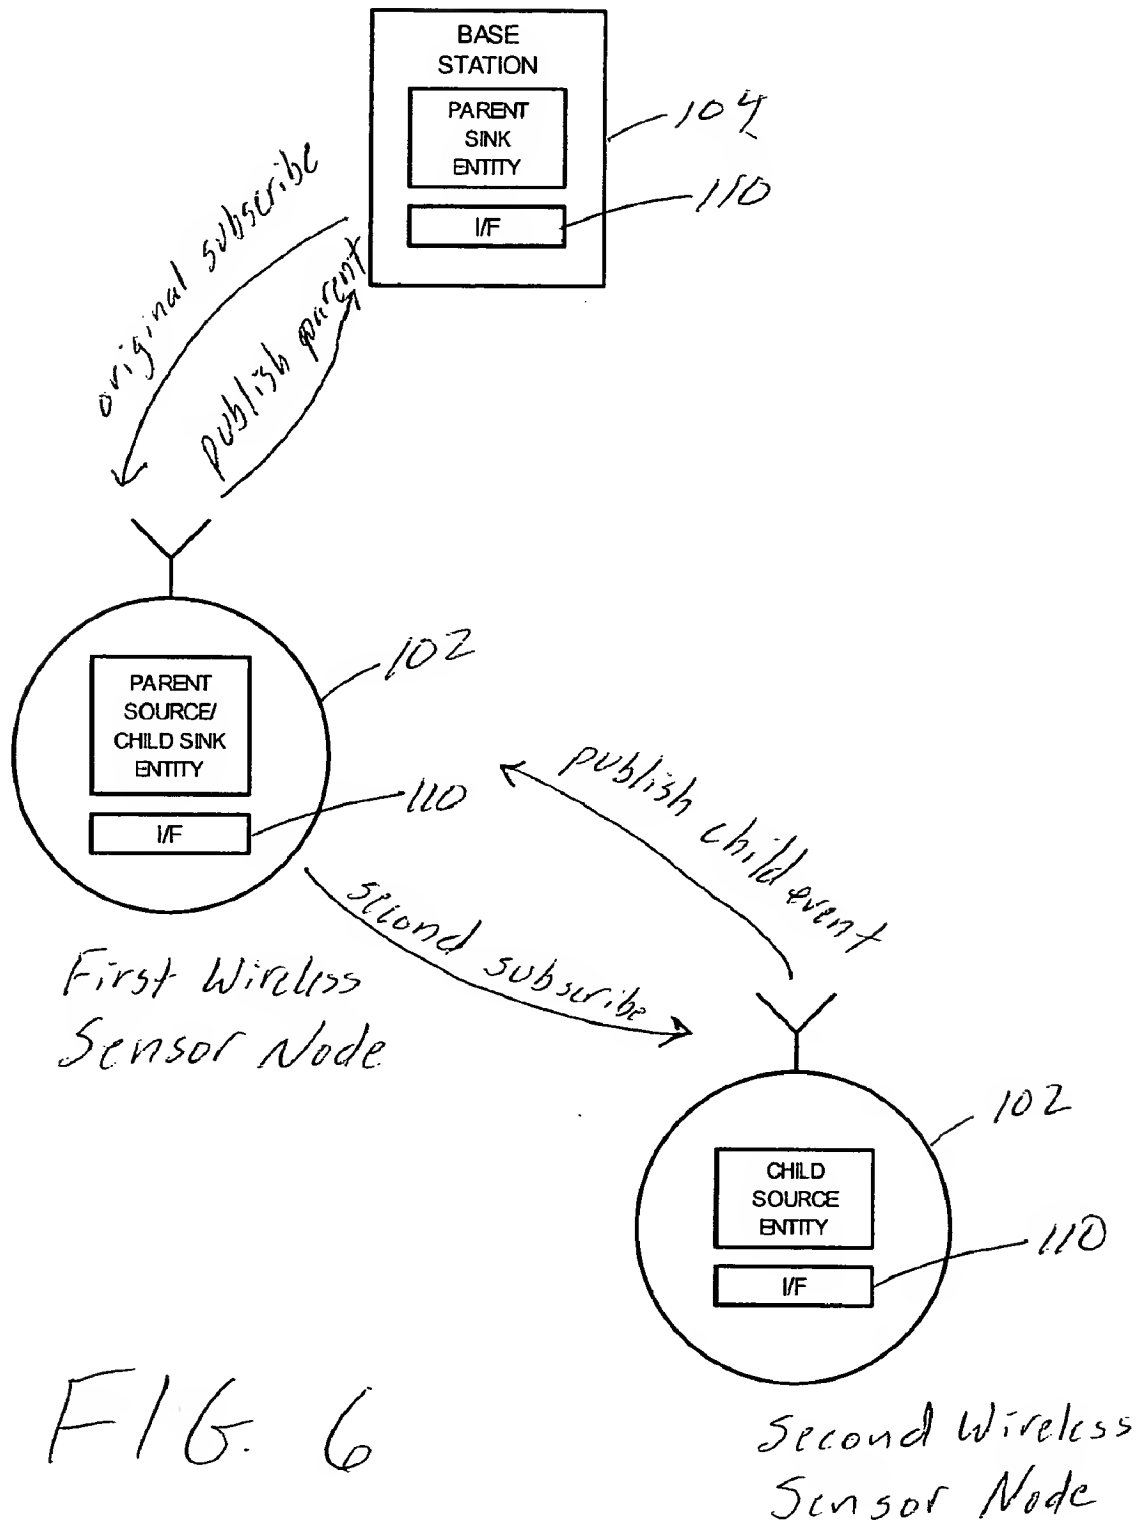 BASE
STATION
PARENT
SINK
ENTITY
I/F
104
110
original subscribe
publish parent
102
PARENT
SOURCE/
CHILD SINK
ENTITY
I/F
110
publish child event
second subscribe
First Wireless
Sensor Node
102
CHILD
SOURCE
ENTITY
I/F
110
FIG. 6
Second Wireless
Sensor Node